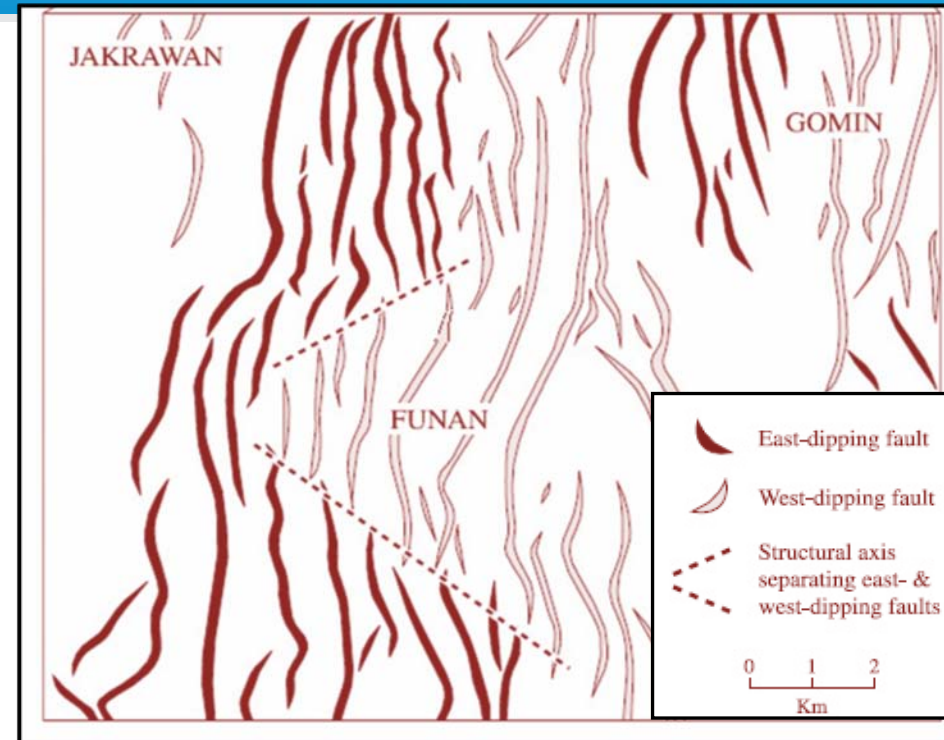 JAKRAWAN
GOMIN
FUNAN
East-dipping fault
West-dipping fault
Structural axis
separating east- &
west-dipping faults
0 1 2
Km